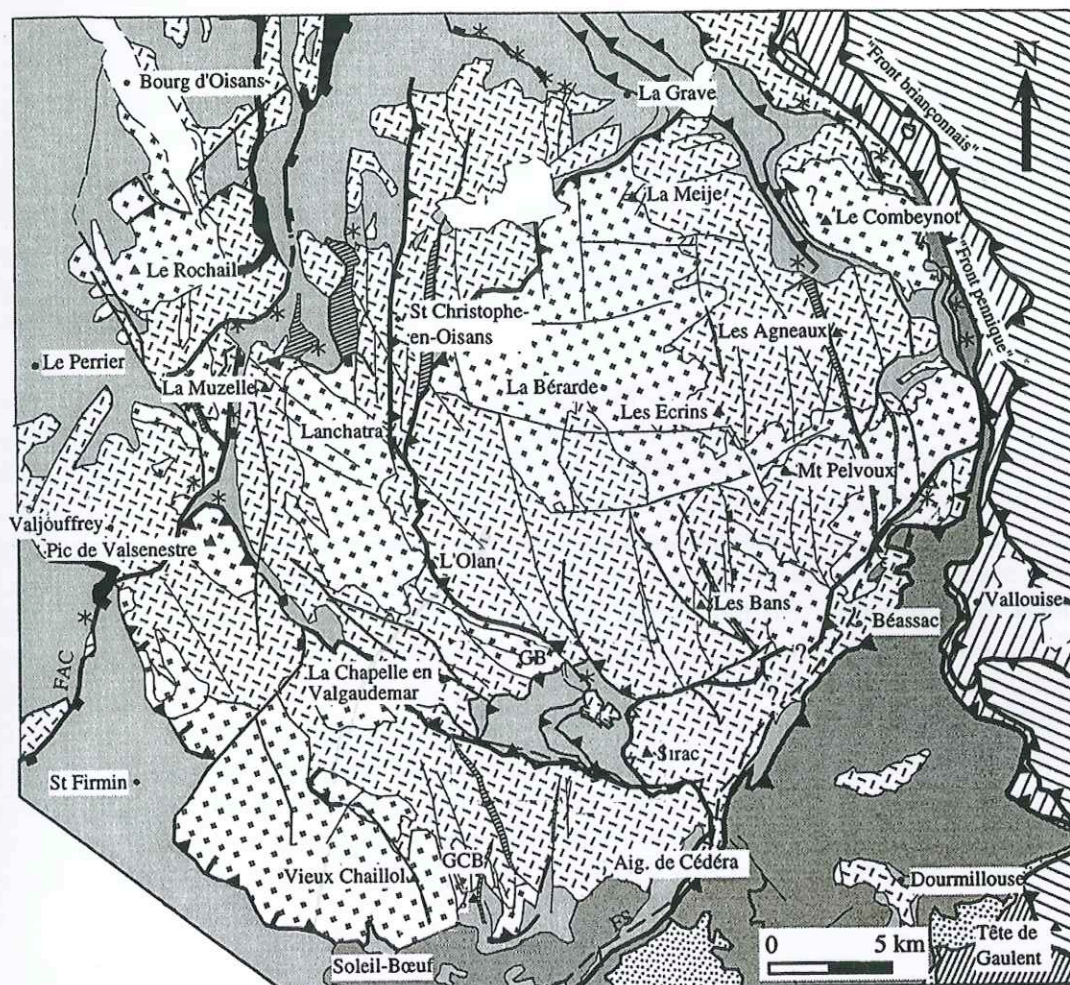 Bourg d'Oisans
La Grave
"Front briançonnais"
N
La Meije
?
Le Combeynot
Le Rochail
"Front pennique"
St Christophe-
en-Oisans
Les Agneaux
Le Perrier
La Muzelle
La Bérarde
Les Ecrins
Lanchatra
Mt Pelvoux
Valjouffrey
Pic de Valsenestre
L'Olan
Les Bans
Vallouise
Béassac
FAC
GB
?
La Chapelle en
Valgaudemar
?
Sirac
St Firmin
GCB
Aig. de Cédéra
Vieux Chaillol
Dourmillouse
FS
0 5 km
Tête de
Gaulent
Soleil-Bœuf